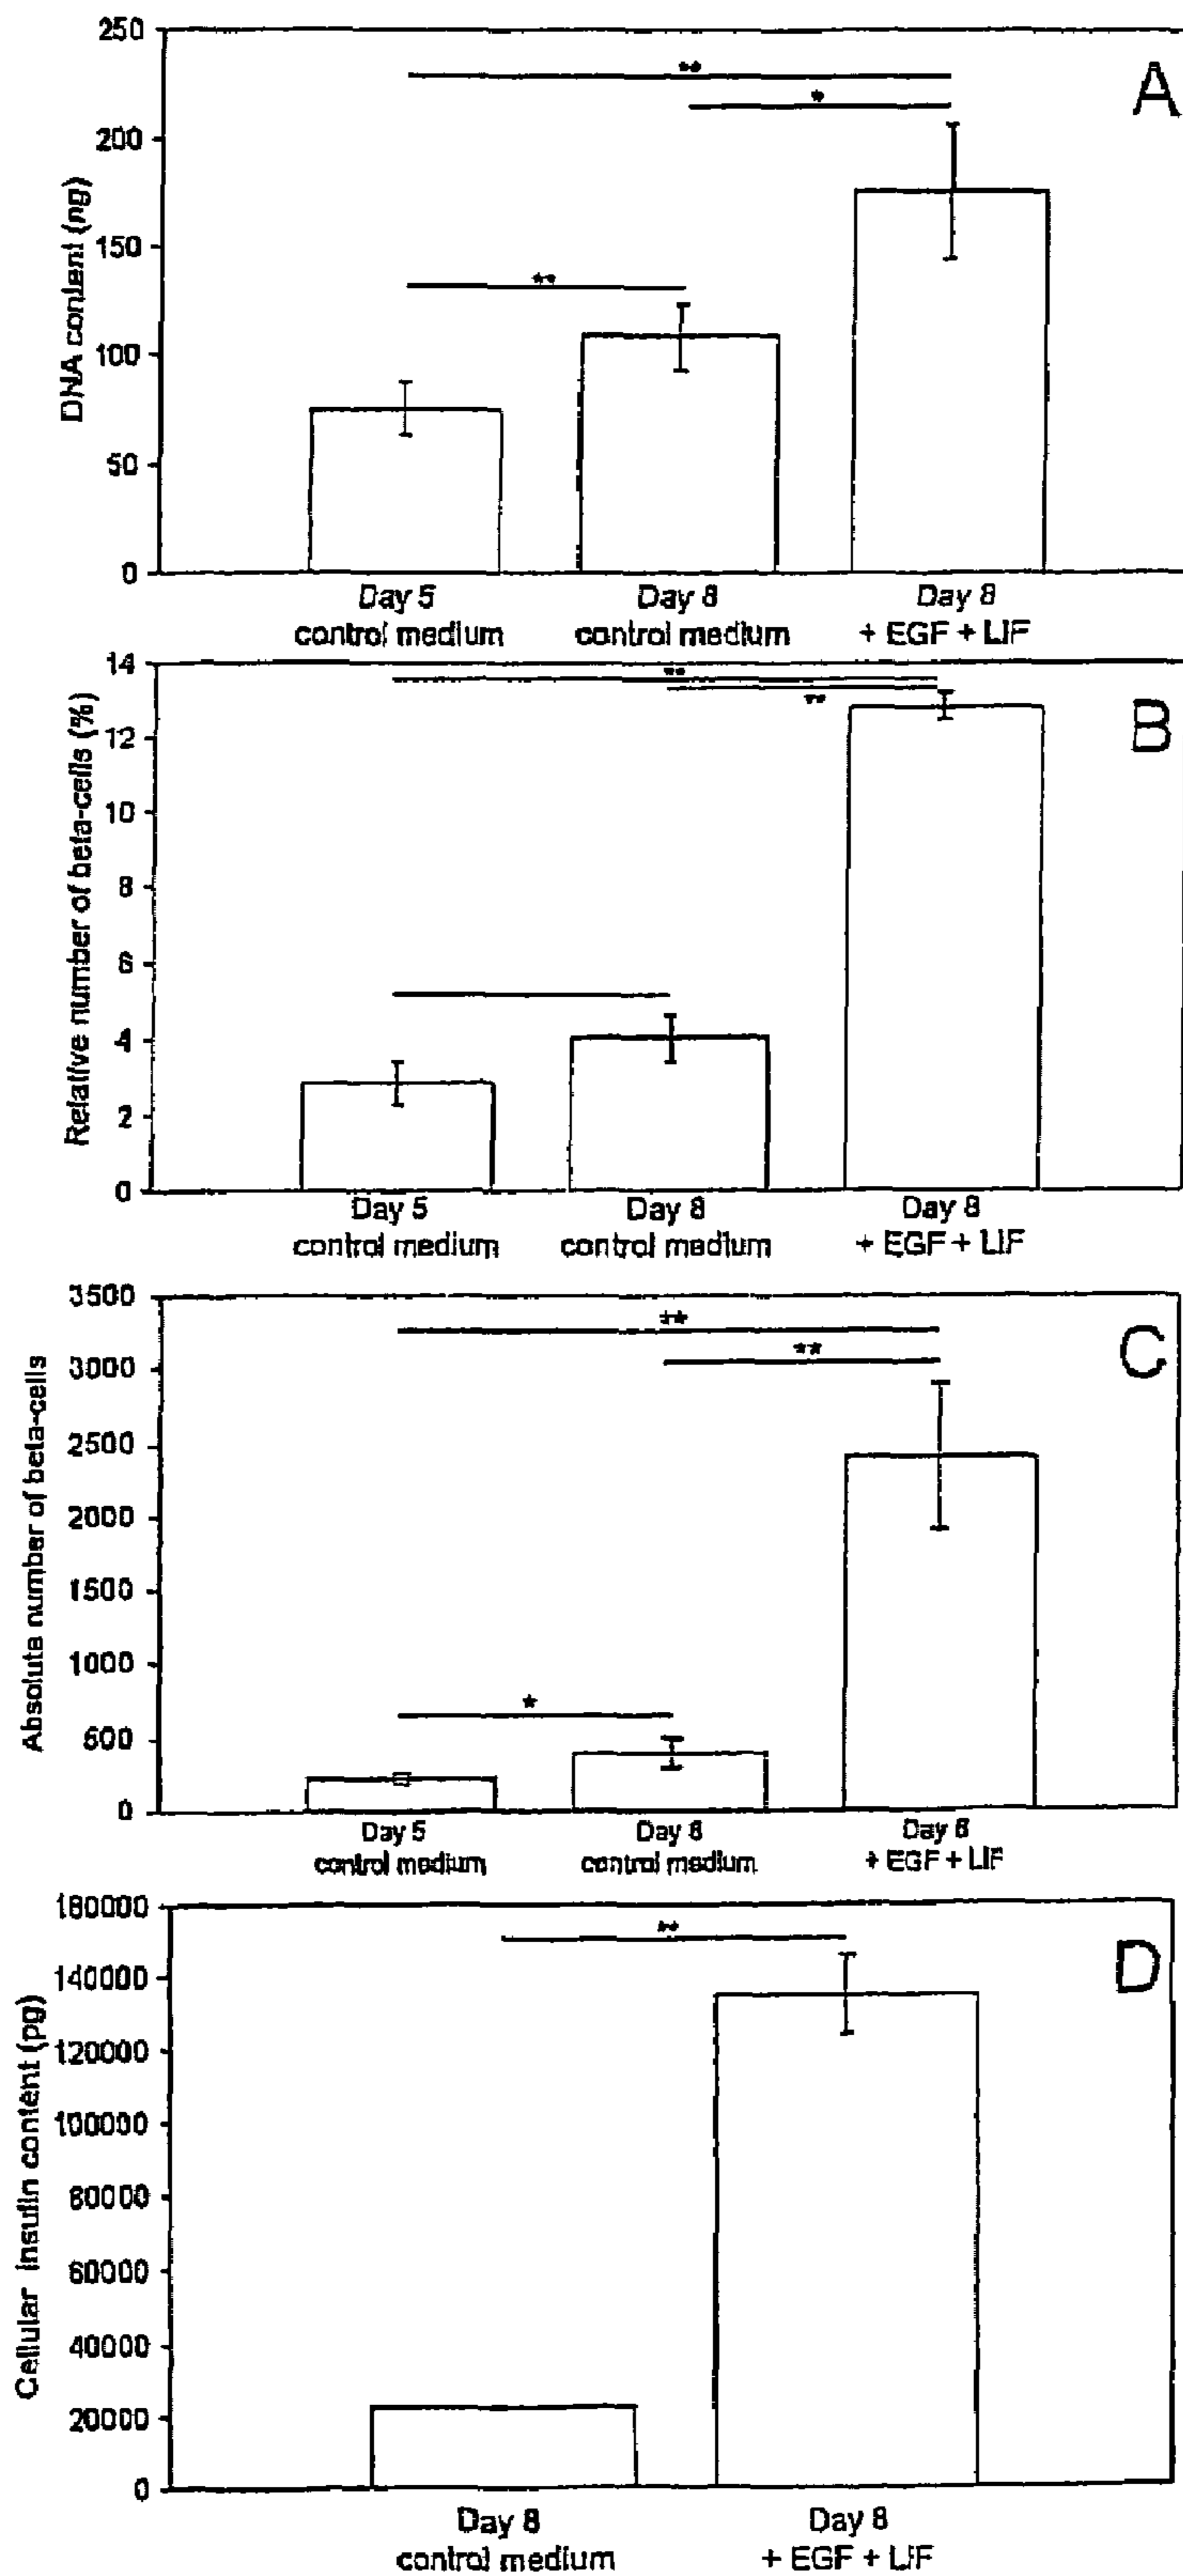 A
DNA content (ng)
250
200
150
100
50
0
**
*
**
Day 5
control medium
Day 8
control medium
Day 8
+ EGF + LIF
B
Relative number of beta-cells (%)
14
12
10
8
6
4
2
0
**
**
Day 5
control medium
Day 8
control medium
Day 8
+ EGF + LIF
C
Absolute number of beta-cells
3500
3000
2500
2000
1500
1000
500
0
**
**
*
Day 5
control medium
Day 8
control medium
Day 8
+ EGF + LIF
D
Cellular insulin content (pg)
160000
140000
120000
100000
80000
60000
40000
20000
0
**
Day 8
control medium
Day 8
+ EGF + LIF